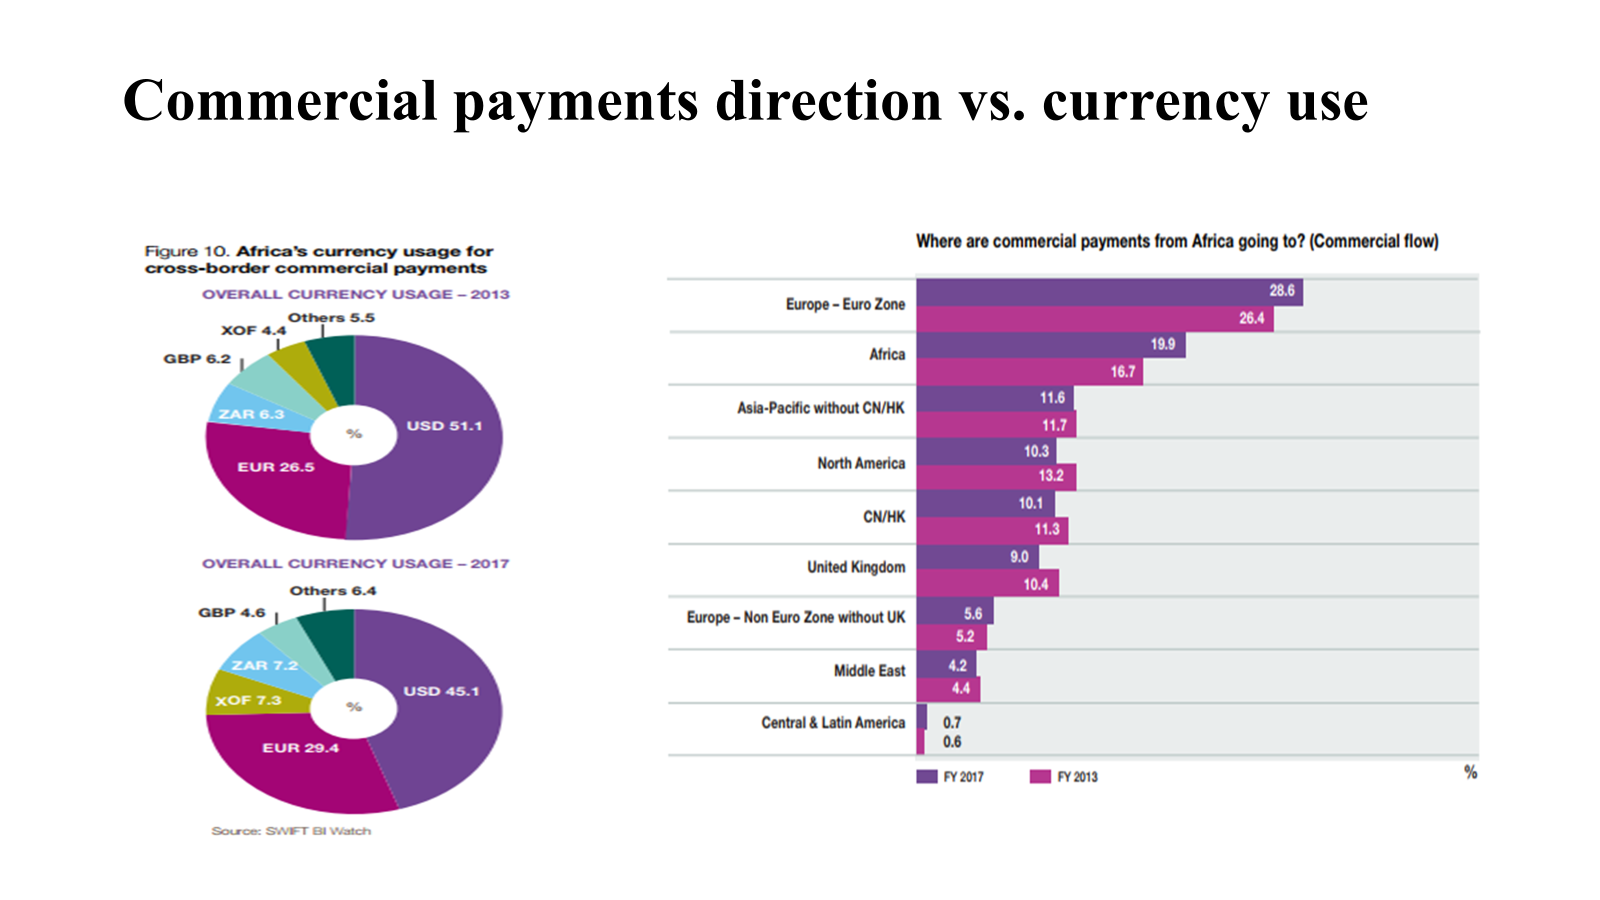 Commercial payments direction vs. currency use
Figure 10. Africa's currency usage for
cross-border commercial payments
OVERALL CURRENCY USAGE – 2013
Others 5.5
XOF 4.4
GBP 6.2
ZAR 6.3
USD 51.1
%
EUR 26.5
OVERALL CURRENCY USAGE – 2017
Others 6.4
GBP 4.6
ZAR 7.2
USD 45.1
XOF 7.3
%
EUR 29.4
Source: SWIFT BI Watch
Where are commercial payments from Africa going to? (Commercial flow)
Europe – Euro Zone
28.6
26.4
Africa
19.9
16.7
Asia-Pacific without CN/HK
11.6
11.7
North America
10.3
13.2
CN/HK
10.1
11.3
United Kingdom
9.0
10.4
Europe – Non Euro Zone without UK
5.6
5.2
Middle East
4.2
4.4
Central & Latin America
0.7
0.6
FY 2017
FY 2013
%